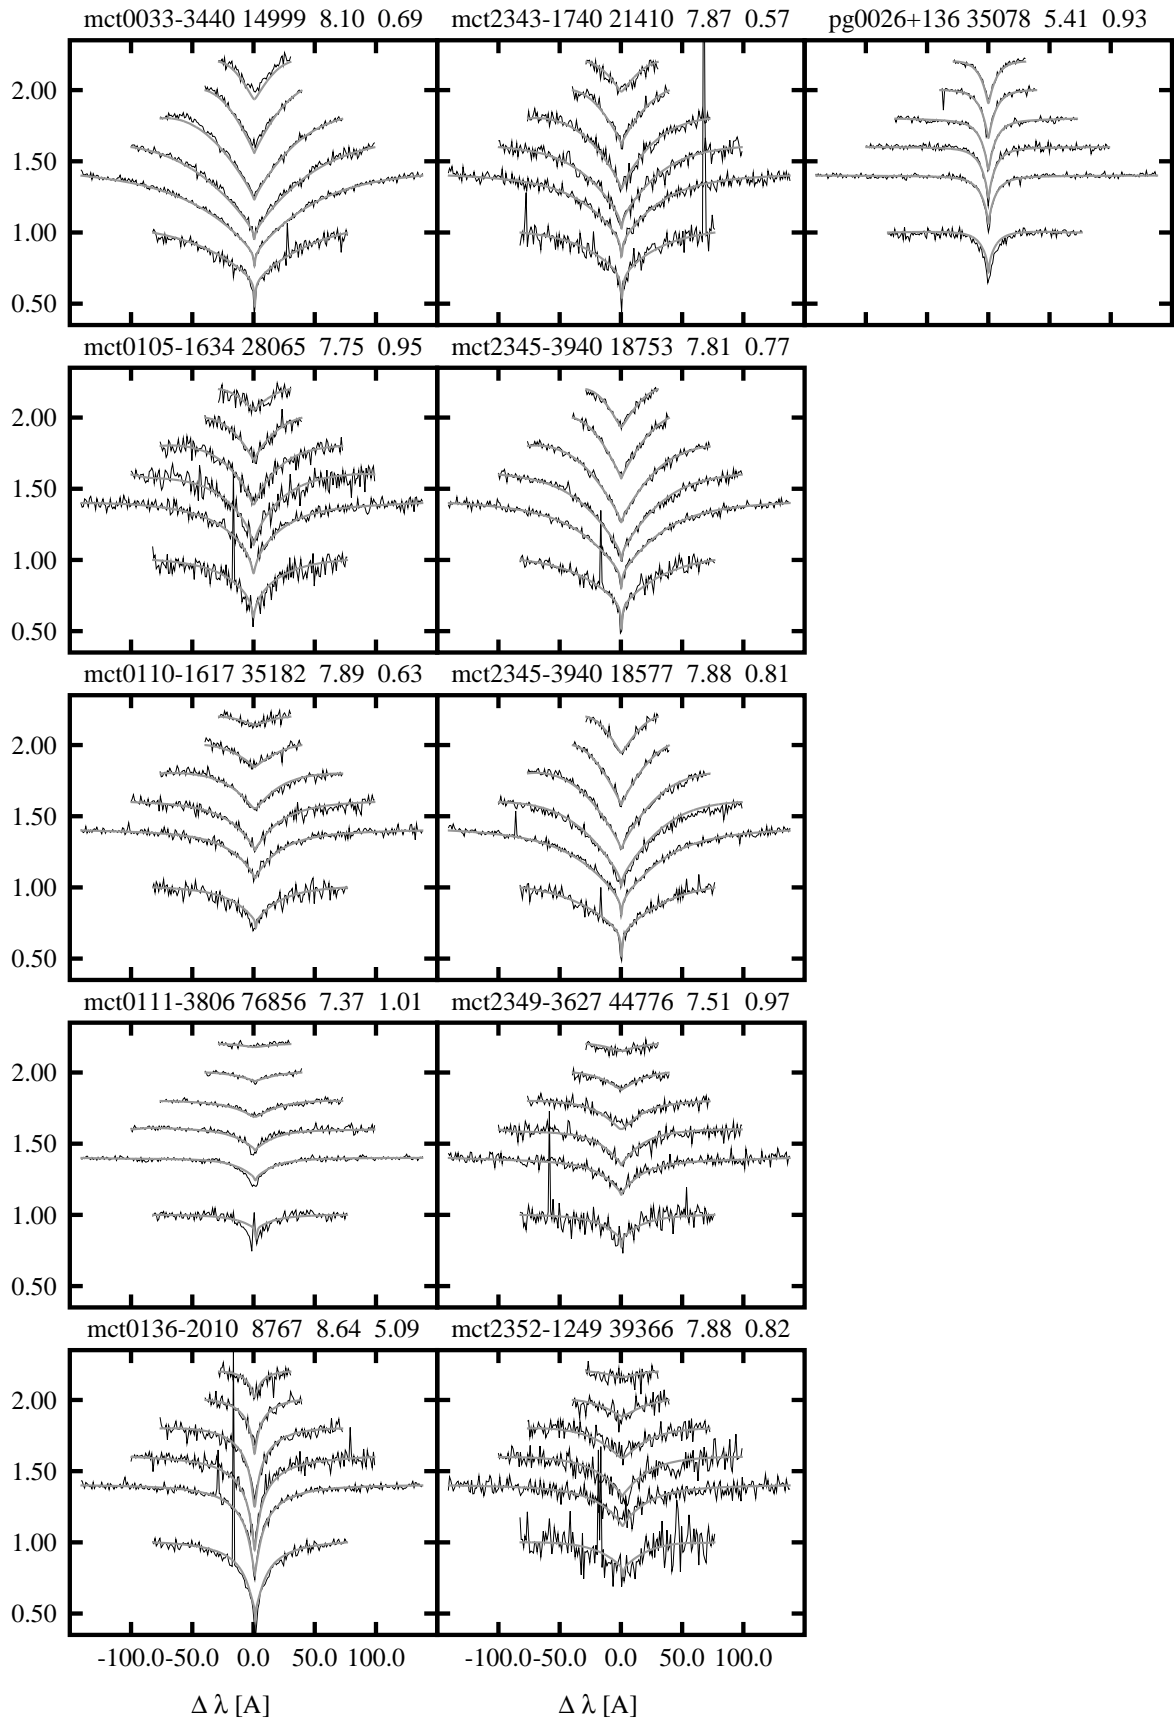 mct0033-3440 14999 8.10 0.69
mct2343-1740 21410 7.87 0.57
pg0026+136 35078 5.41 0.93
2.00
1.50
1.00
0.50
mct0105-1634 28065 7.75 0.95
mct2345-3940 18753 7.81 0.77
2.00
1.50
1.00
0.50
mct0110-1617 35182 7.89 0.63
mct2345-3940 18577 7.88 0.81
2.00
1.50
1.00
0.50
mct0111-3806 76856 7.37 1.01
mct2349-3627 44776 7.51 0.97
2.00
1.50
1.00
0.50
mct0136-2010 8767 8.64 5.09
mct2352-1249 39366 7.88 0.82
2.00
1.50
1.00
0.50
-100.0 -50.0 0.0 50.0 100.0
-100.0 -50.0 0.0 50.0 100.0
Δ λ [A]
Δ λ [A]